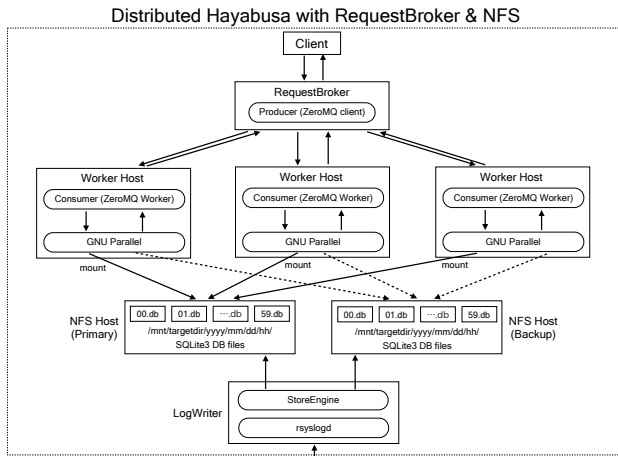 Distributed Hayabusa with RequestBroker & NFS
Client
RequestBroker
Producer (ZeroMQ client)
Worker Host
Consumer (ZeroMQ Worker)
GNU Parallel
Worker Host
Consumer (ZeroMQ Worker)
GNU Parallel
Worker Host
Consumer (ZeroMQ Worker)
GNU Parallel
mount
mount
mount
NFS Host
(Primary)
00.db
01.db
….db
59.db
/mnt/targetdir/yyyy/mm/dd/hh/
SQLite3 DB files
00.db
01.db
….db
59.db
/mnt/targetdir/yyyy/mm/dd/hh/
SQLite3 DB files
NFS Host
(Backup)
LogWriter
StoreEngine
rsyslogd